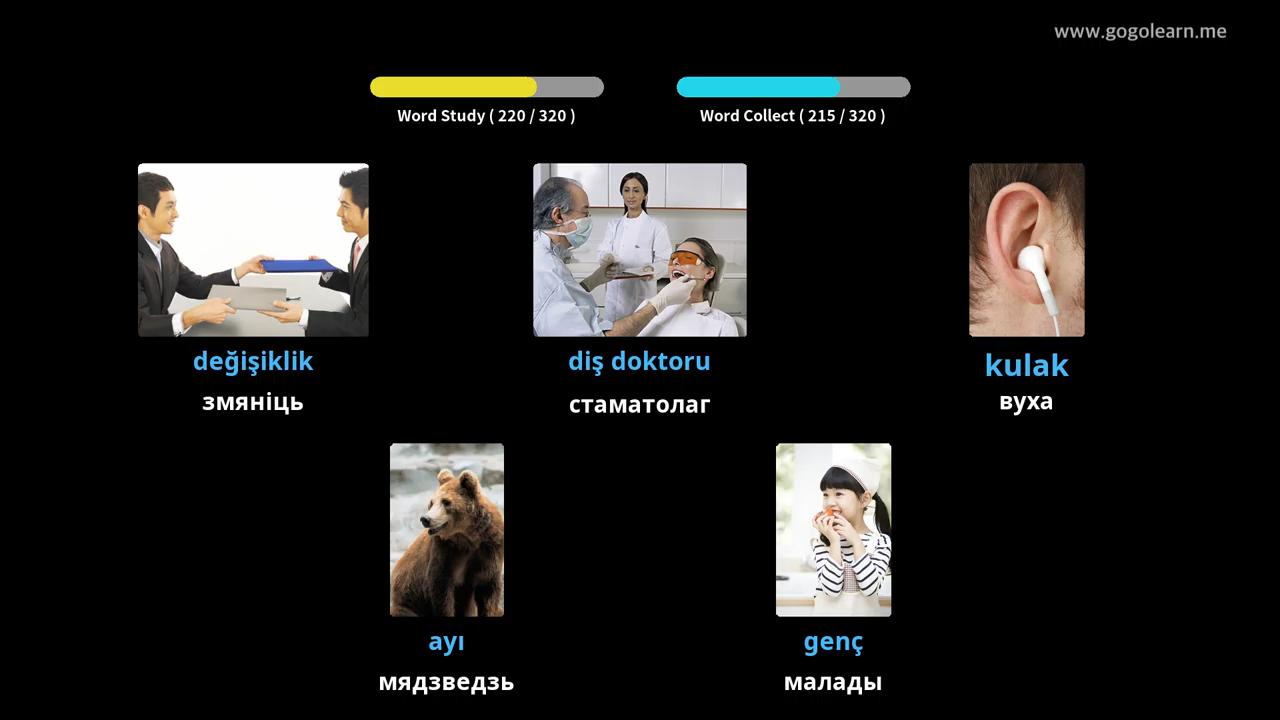 www.gogolearn.me
Word Study ( 220 / 320 )
Word Collect ( 215 / 320 )
değişiklik
diş doktoru
kulak
змяніць
стаматолаг
вуха
ayı
genç
мядзведзь
малады